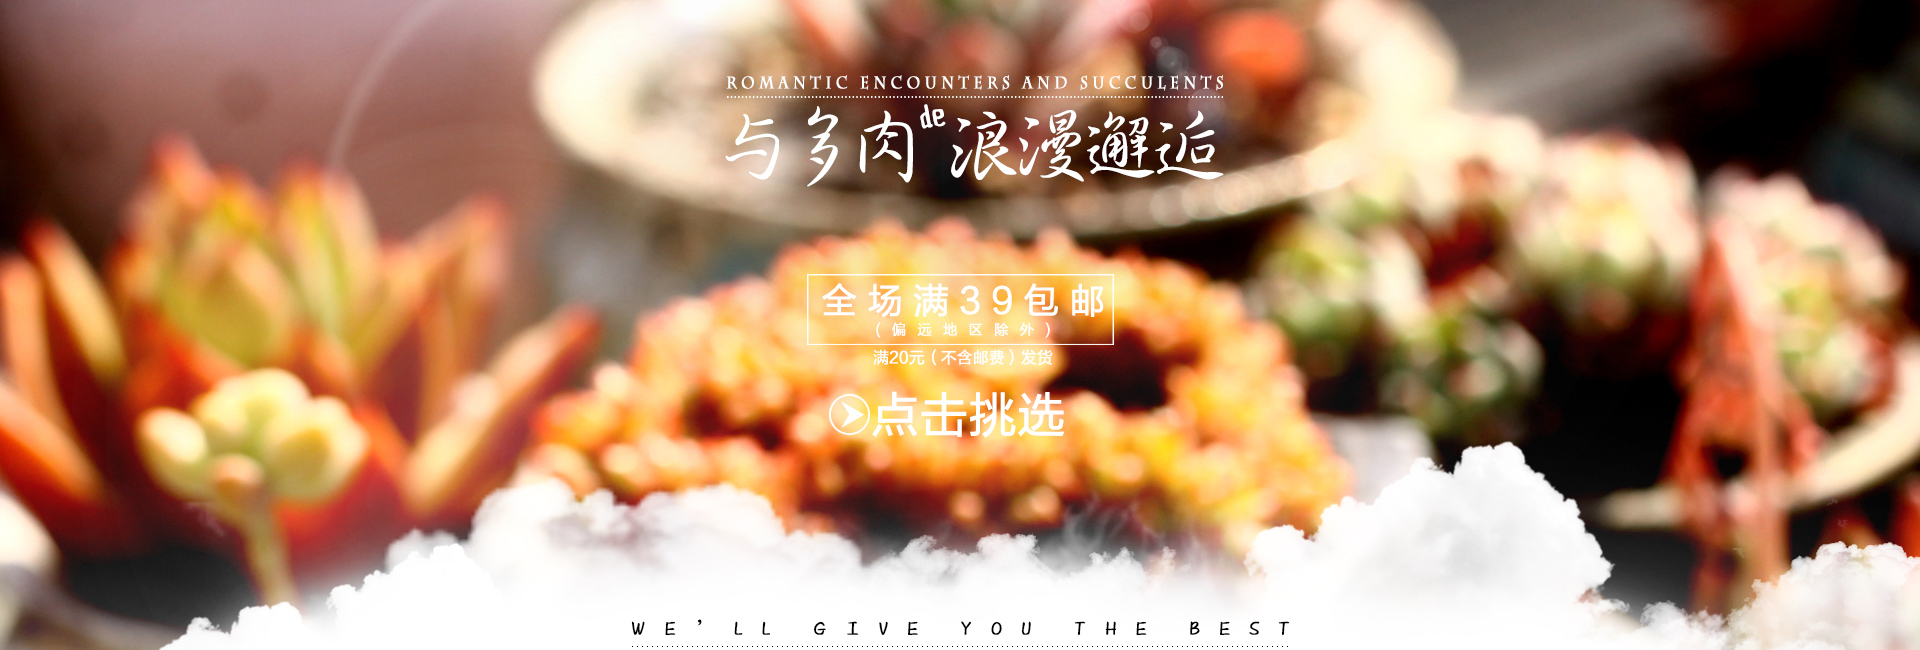 ROMANTIC ENCOUNTERS AND SUCCULENTS
与多肉de浪漫邂逅
全场满39包邮
(偏远地区除外)
满20元(不含邮费)发货
点击挑选
WE'LL GIVE YOU THE BEST